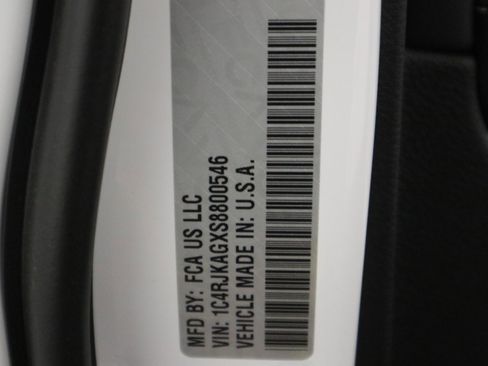 MFD BY: FCA US LLC
VIN: 1C4RJKAGXS8800546
VEHICLE MADE IN: U.S.A.